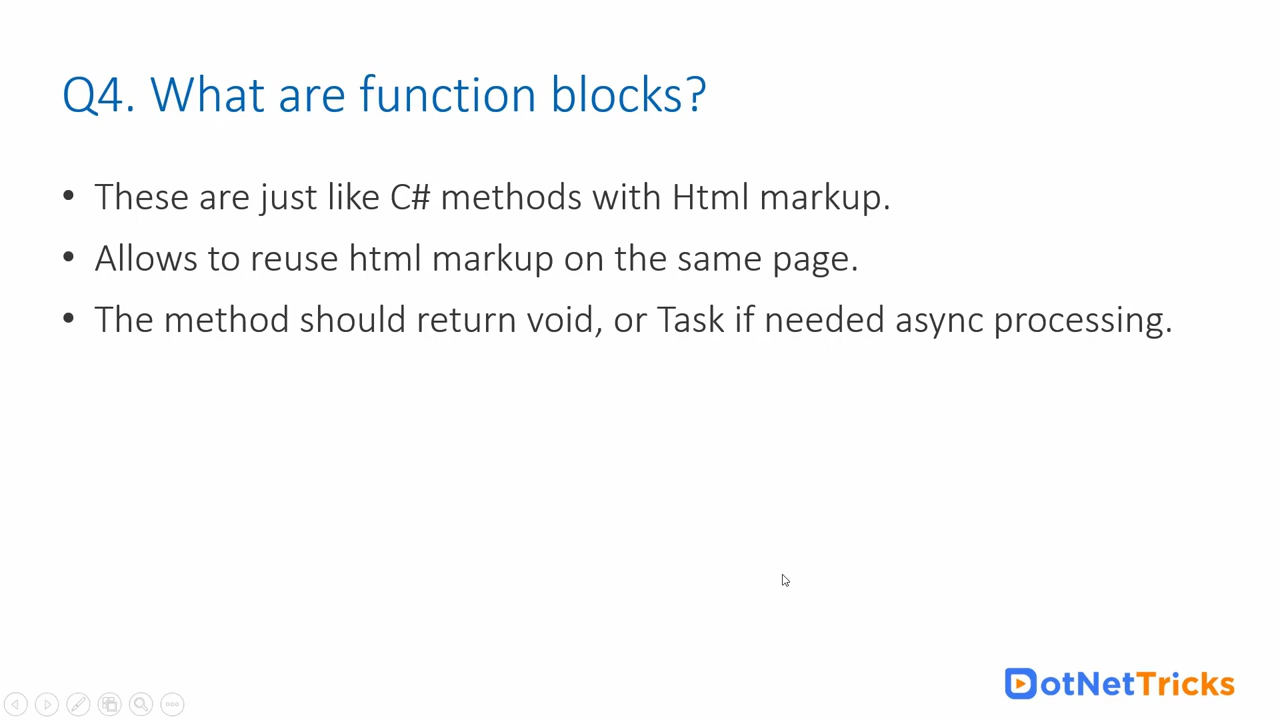 Q4. What are function blocks?
• These are just like C# methods with Html markup.
• Allows to reuse html markup on the same page.
• The method should return void, or Task if needed async processing.
DotNetTricks